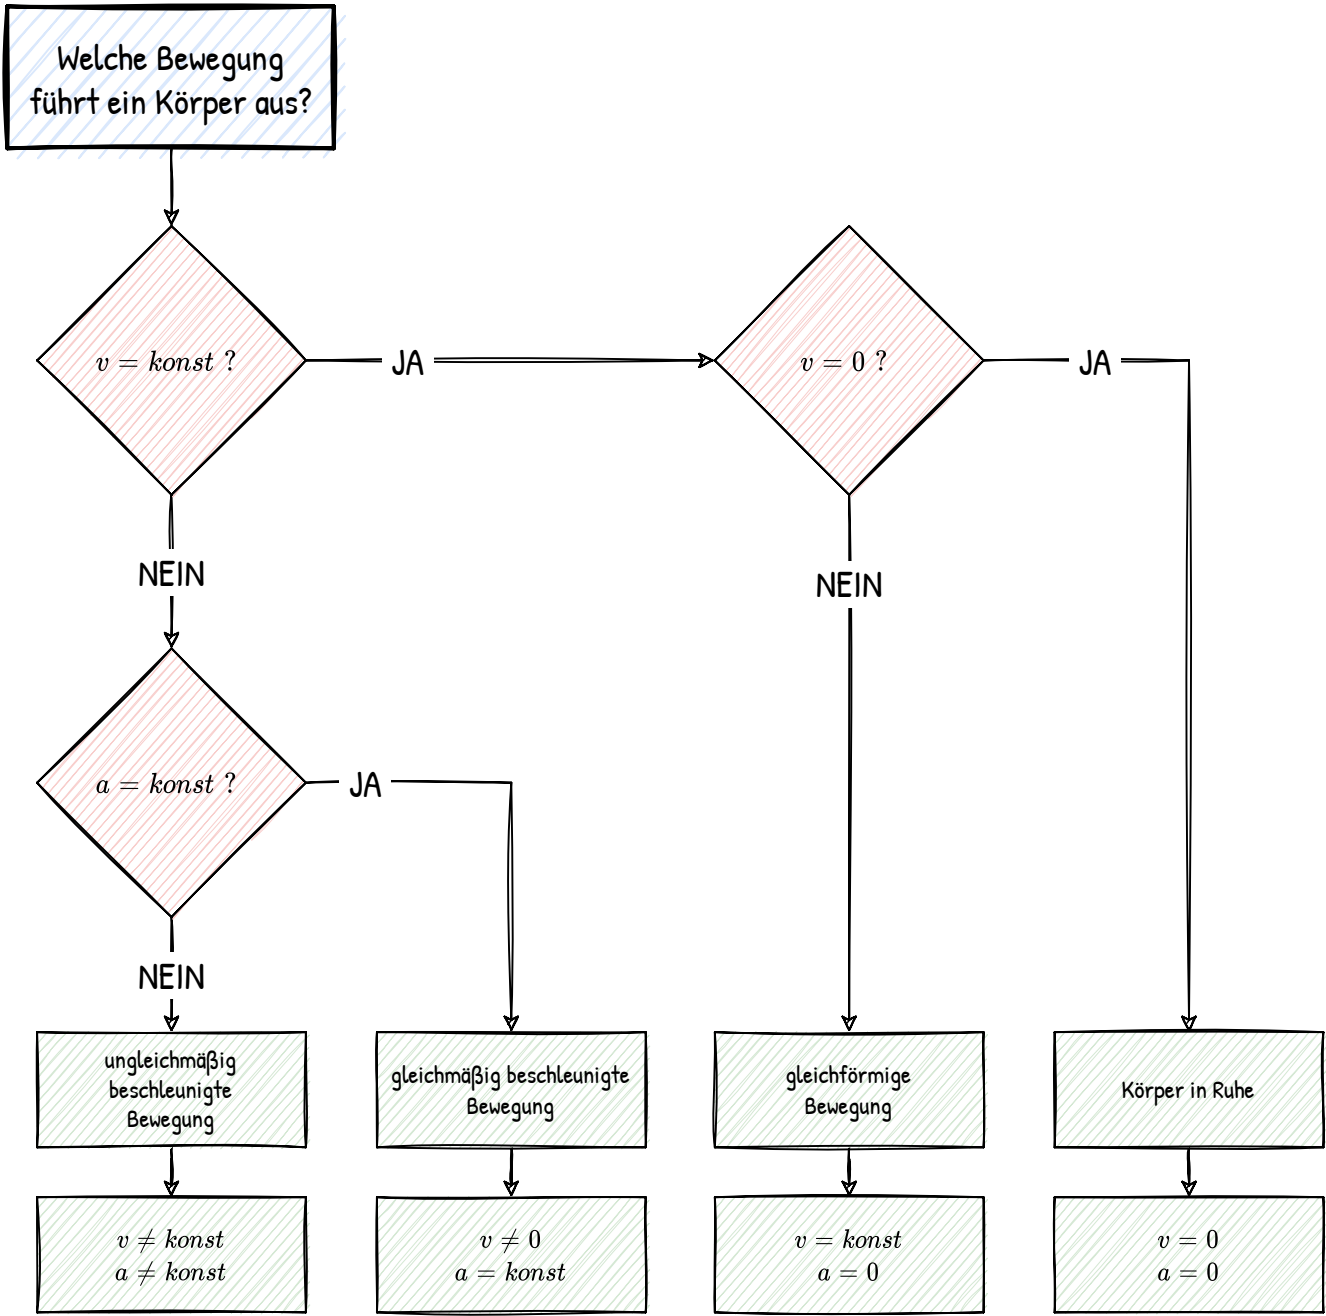 Welche Bewegung
führt ein Körper aus?
v = konst ?
JA
v = 0 ?
JA
NEIN
NEIN
a = konst ?
JA
NEIN
ungleichmäßig
beschleunigte
Bewegung
gleichmäßig beschleunigte
Bewegung
gleichförmige
Bewegung
Körper in Ruhe
v ≠ konst
a ≠ konst
v ≠ 0
a = konst
v = konst
a = 0
v = 0
a = 0